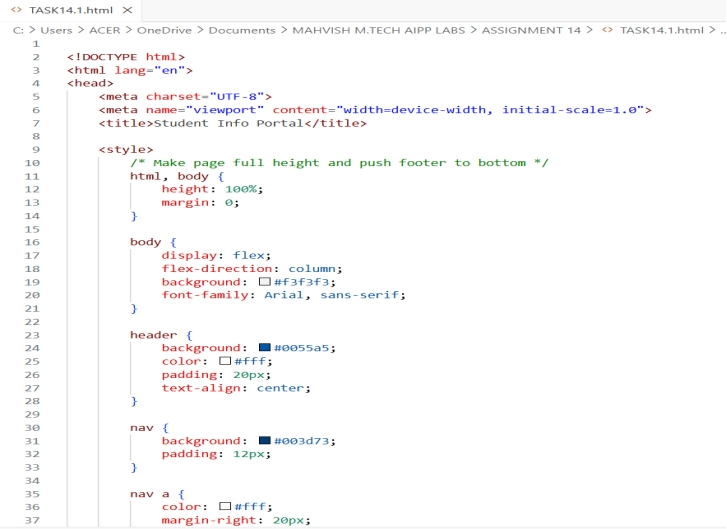 <> TASK14.1.html ×
C: > Users > ACER > OneDrive > Documents > MAHVISH M.TECH AIPP LABS > ASSIGNMENT 14 > <> TASK14.1.html > ...
1
2 <!DOCTYPE html>
3 <html lang="en">
4 <head>
5 <meta charset="UTF-8">
6 <meta name="viewport" content="width=device-width, initial-scale=1.0">
7 <title>Student Info Portal</title>
8
9 <style>
10 /* Make page full height and push footer to bottom */
11 html, body {
12 height: 100%;
13 margin: 0;
14 }
15
16 body {
17 display: flex;
18 flex-direction: column;
19 background: #f3f3f3;
20 font-family: Arial, sans-serif;
21 }
22
23 header {
24 background: #0055a5;
25 color: #fff;
26 padding: 20px;
27 text-align: center;
28 }
29
30 nav {
31 background: #003d73;
32 padding: 12px;
33 }
34
35 nav a {
36 color: #fff;
37 margin-right: 20px;